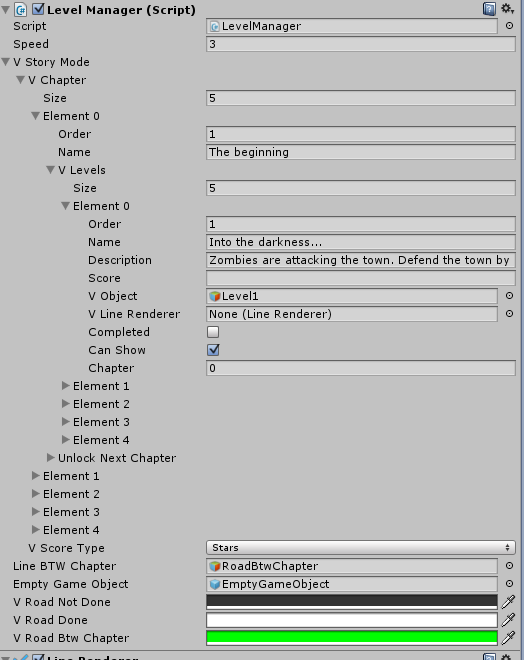 Level Manager (Script)
Script LevelManager
Speed 3
V Story Mode
V Chapter
Size 5
Element 0
Order 1
Name The beginning
V Levels
Size 5
Element 0
Order 1
Name Into the darkness...
Description Zombies are attacking the town. Defend the town by
Score
V Object Level1
V Line Renderer None (Line Renderer)
Completed
Can Show
Chapter 0
Element 1
Element 2
Element 3
Element 4
Unlock Next Chapter
Element 1
Element 2
Element 3
Element 4
V Score Type Stars
Line BTW Chapter RoadBtwChapter
Empty Game Object EmptyGameObject
V Road Not Done
V Road Done
V Road Btw Chapter
Line Renderer